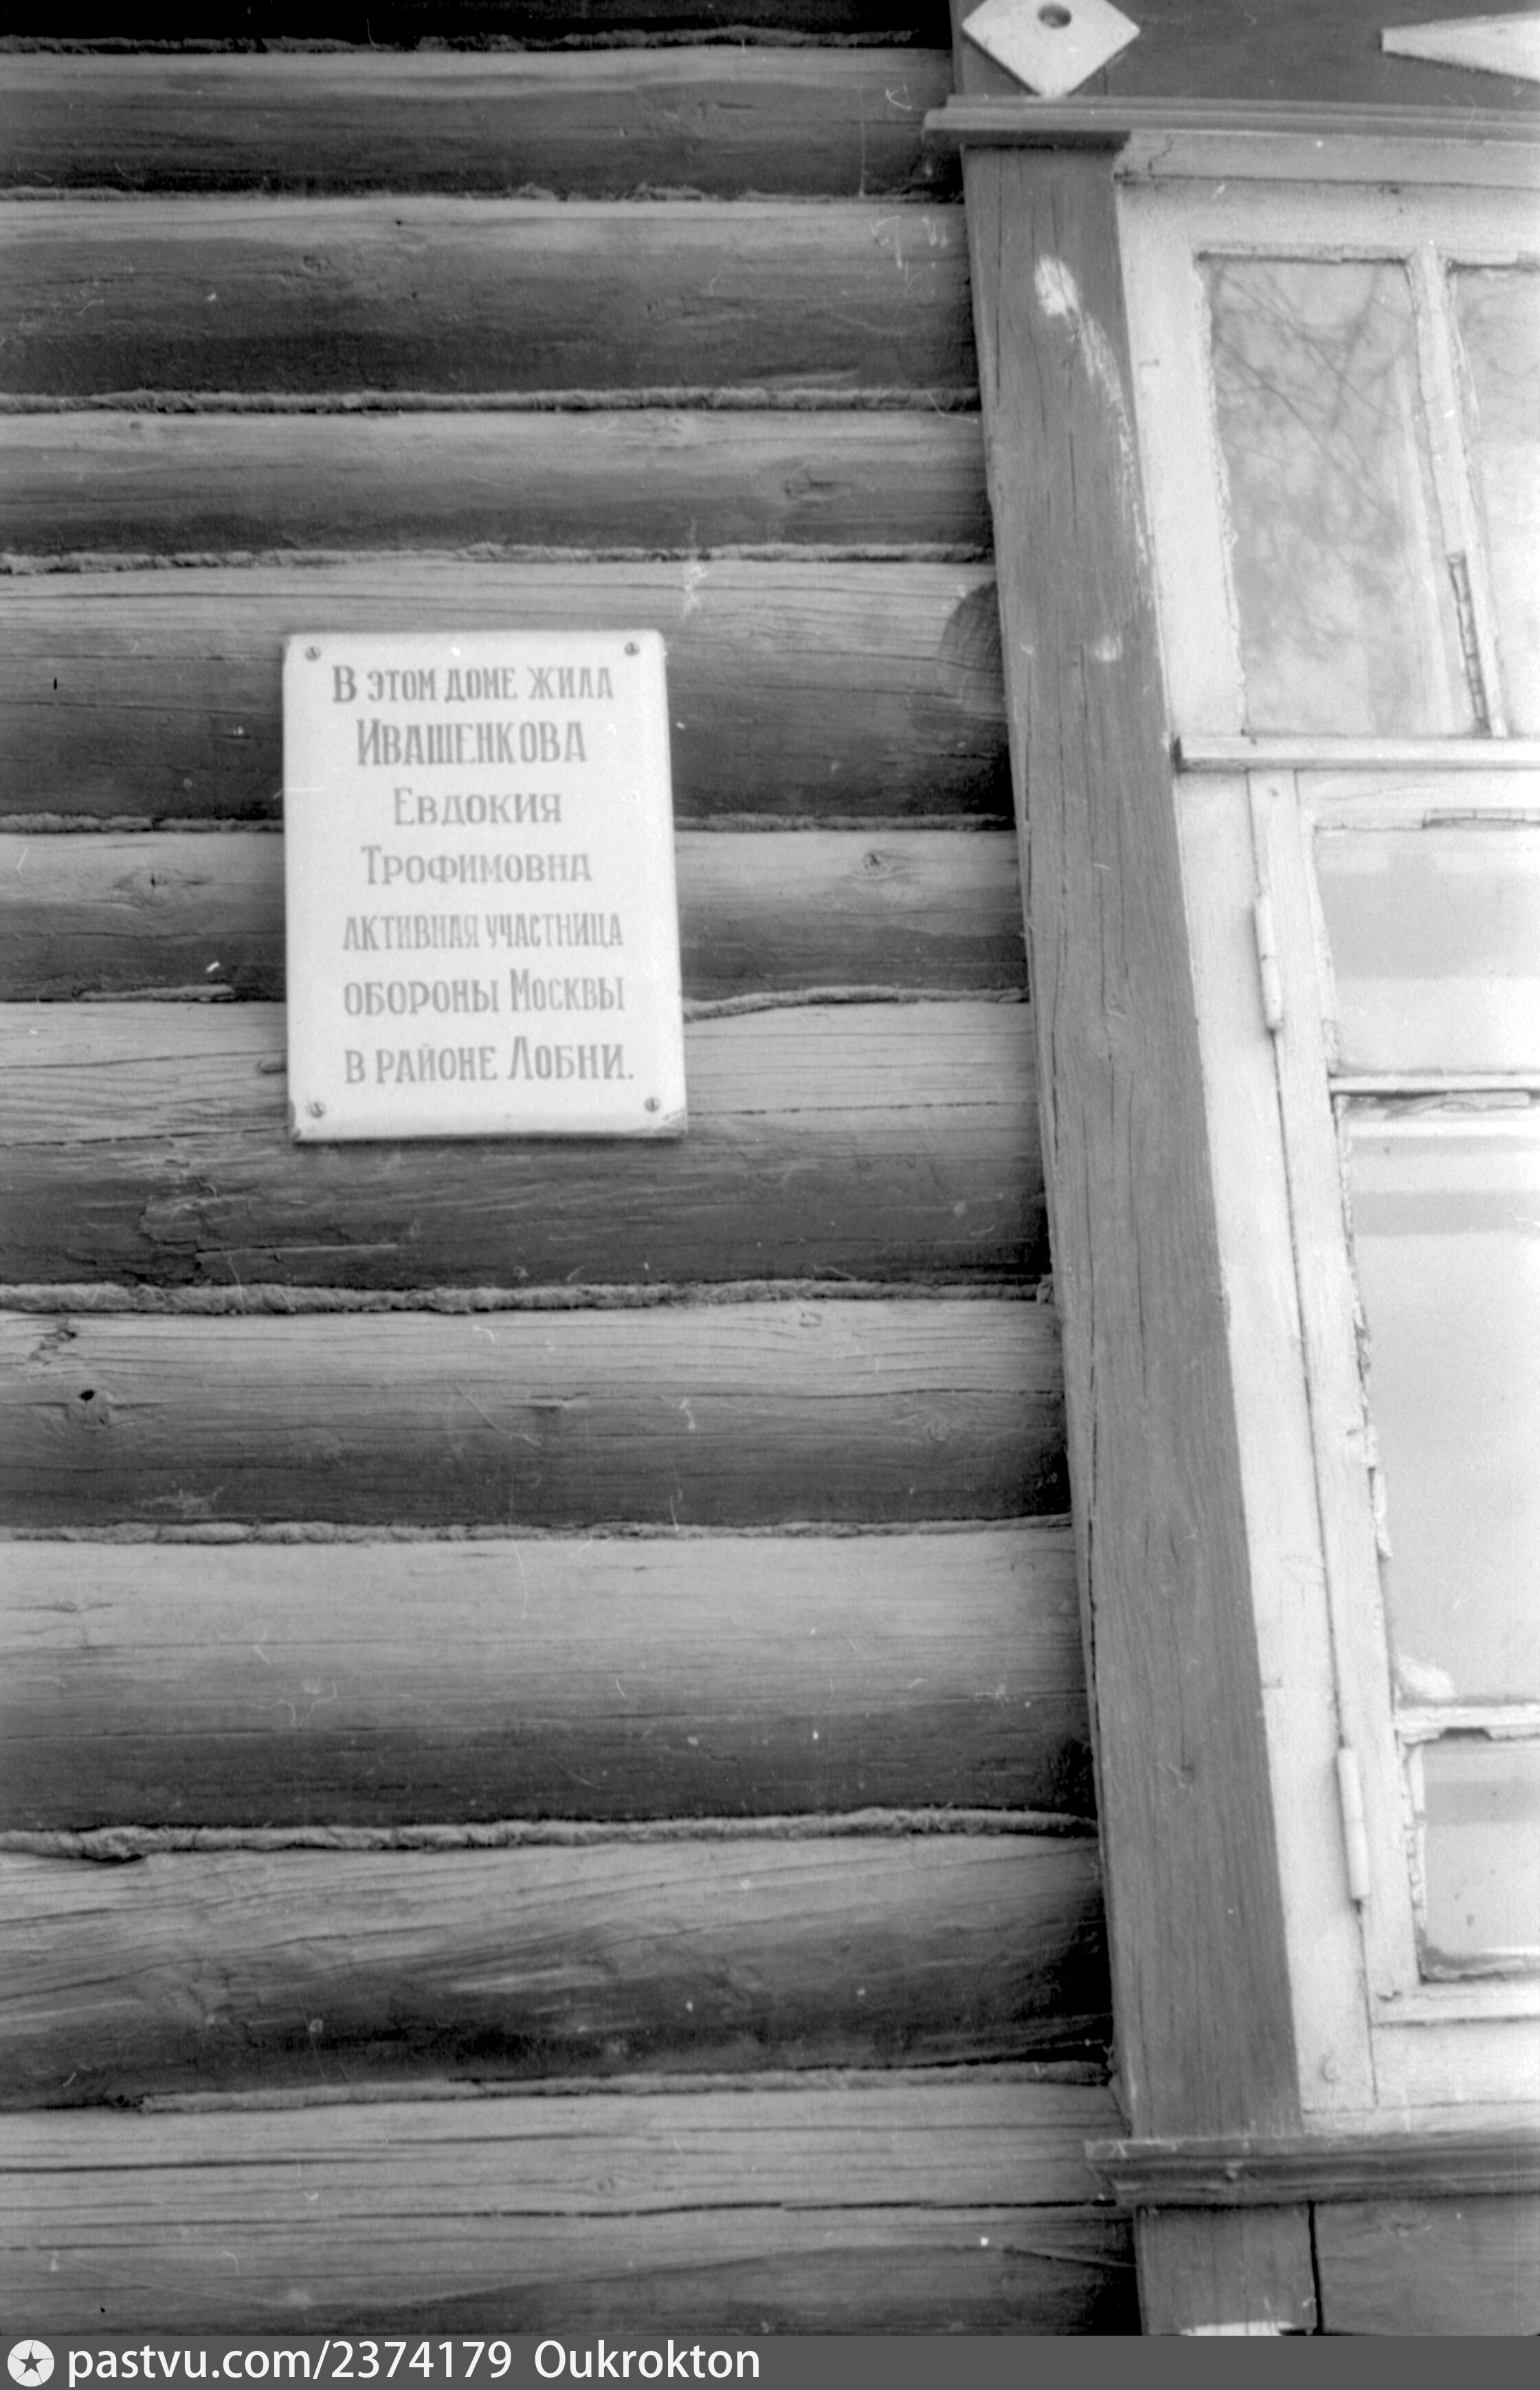 В ЭТОМ ДОМЕ ЖИЛА
ИВАШЕНКОВА
ЕВДОКИЯ
ТРОФИМОВНА
АКТИВНАЯ УЧАСТНИЦА
ОБОРОНЫ МОСКВЫ
В РАЙОНЕ ЛОБНИ.
pastvu.com/2374179 Oukrokton